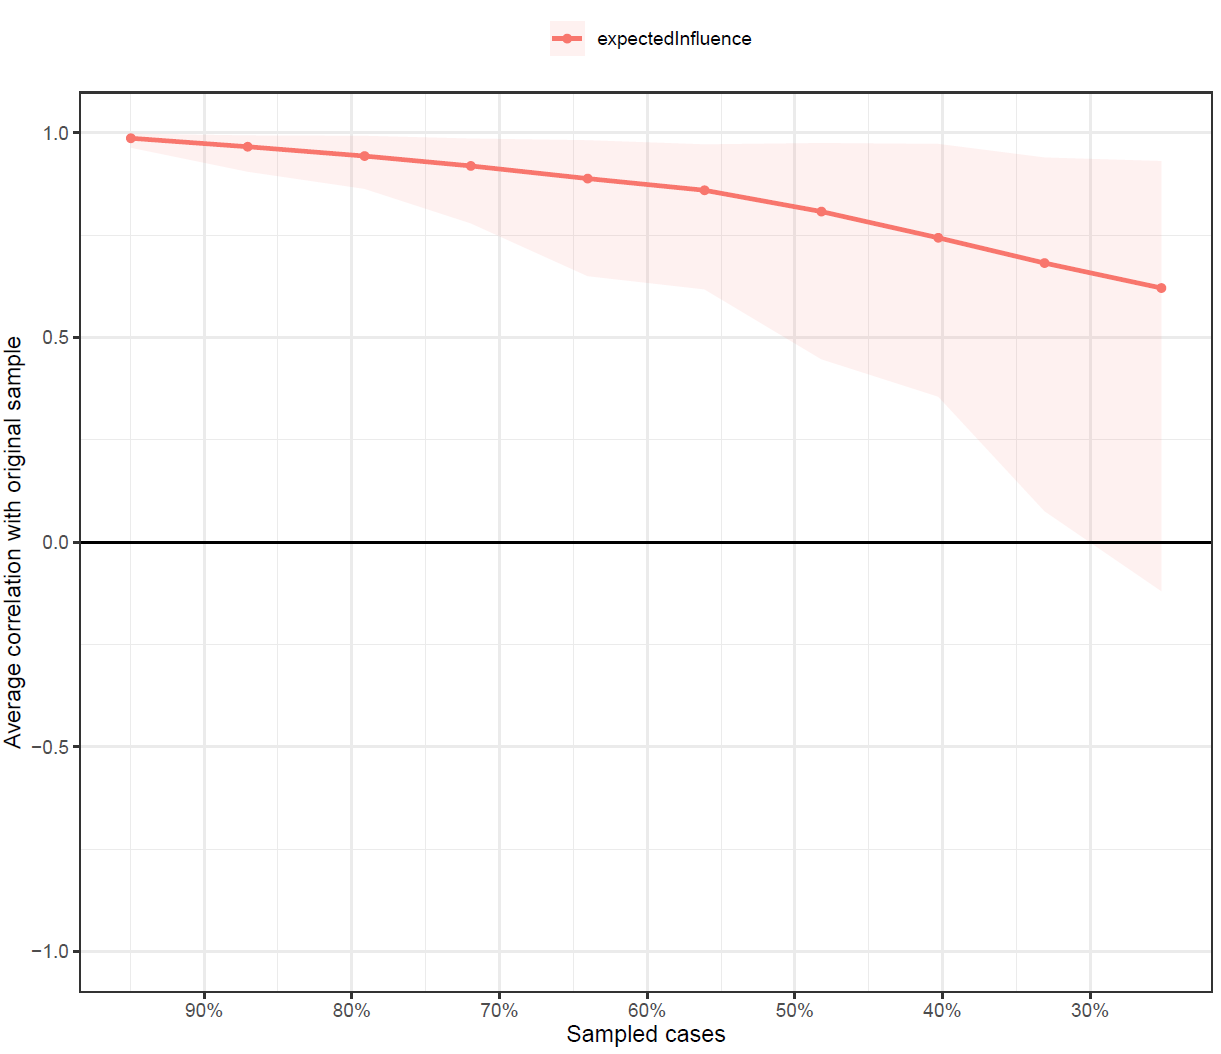 expectedInfluence
Average correlation with original sample
1.0
0.5
0.0
−0.5
−1.0
90% 80% 70% 60% 50% 40% 30%
Sampled cases